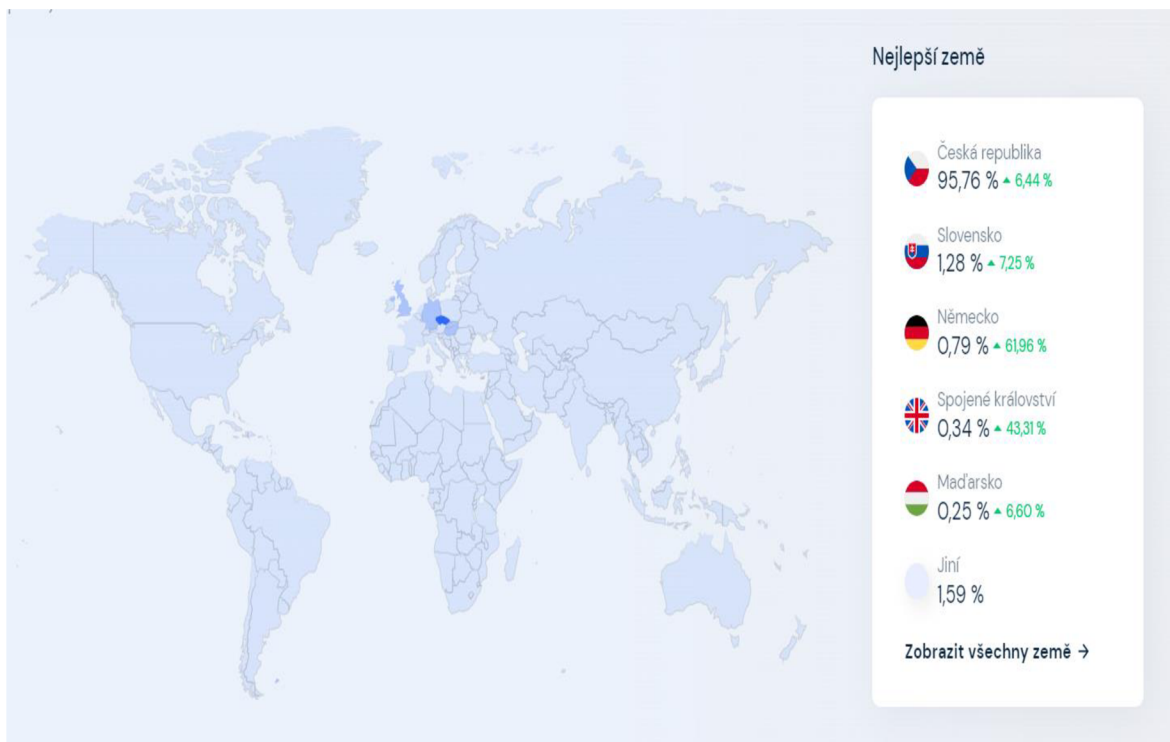 Nejlepší země
Česká republika
95,76 % 6,44 %
Slovensko
1,28 % 7,25 %
Německo
0,79 % 61,96 %
Spojené království
0,34 % 43,31 %
Maďarsko
0,25 % 6,60 %
Jiní
1,59 %
Zobrazit všechny země →